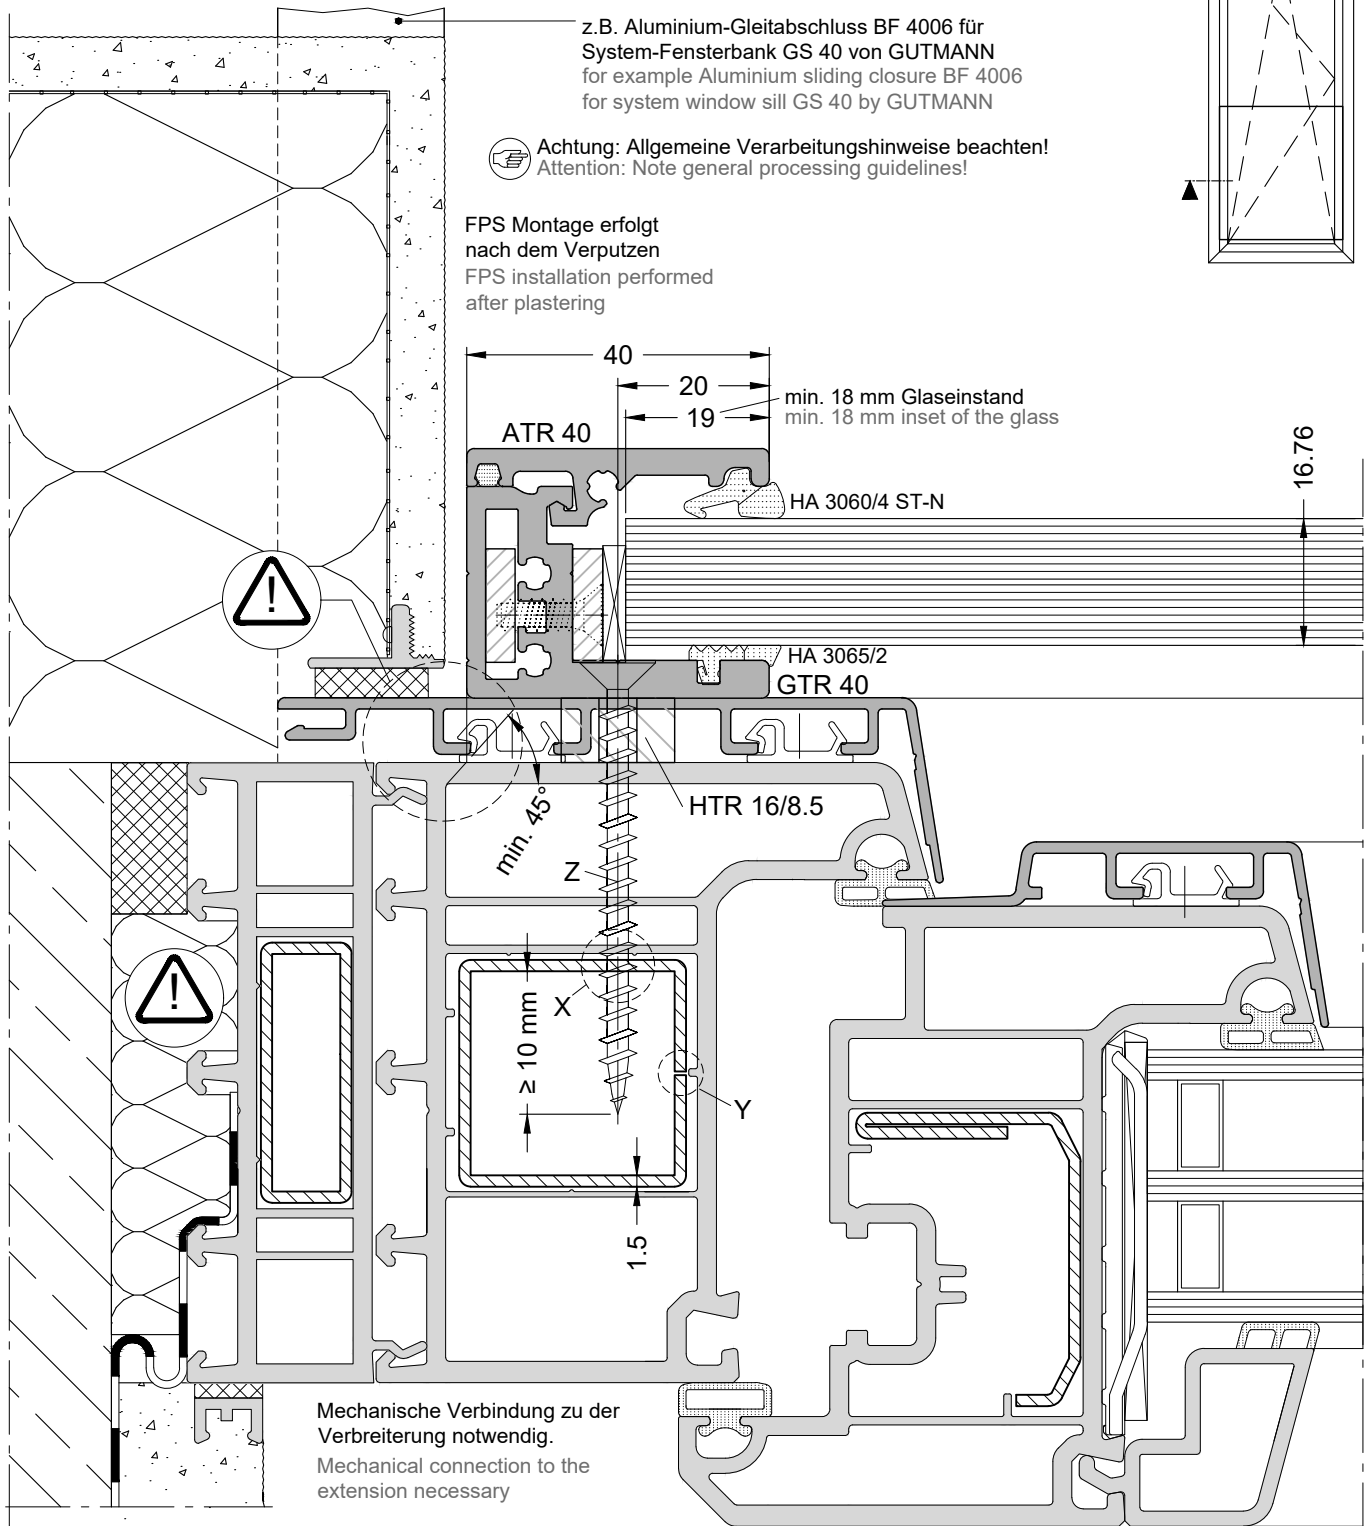 z.B. Aluminium-Gleitabschluss BF 4006 für
System-Fensterbank GS 40 von GUTMANN
for example Aluminium sliding closure BF 4006
for system window sill GS 40 by GUTMANN
Achtung: Allgemeine Verarbeitungshinweise beachten!
Attention: Note general processing guidelines!
FPS Montage erfolgt
nach dem Verputzen
FPS installation performed
after plastering
40
20
19
min. 18 mm Glaseinstand
min. 18 mm inset of the glass
ATR 40
16.76
HA 3060/4 ST-N
!
HA 3065/2
GTR 40
min. 45°
HTR 16/8.5
Z
!
X
≥ 10 mm
Y
1.5
Mechanische Verbindung zu der
Verbreiterung notwendig.
Mechanical connection to the
extension necessary